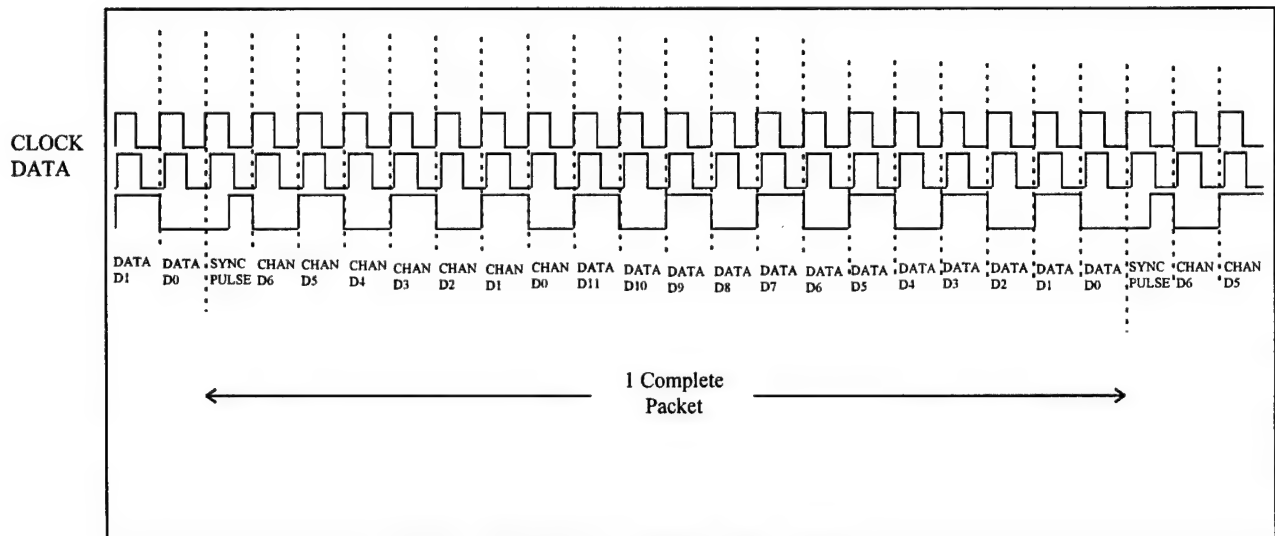 CLOCK
DATA
DATA DATA SYNC CHAN CHAN CHAN CHAN CHAN CHAN CHAN DATA DATA DATA DATA DATA DATA DATA DATA DATA DATA DATA DATA SYNC CHAN CHAN
D1 D0 PULSE D6 D5 D4 D3 D2 D1 D0 D11 D10 D9 D8 D7 D6 D5 D4 D3 D2 D1 D0 PULSE D6 D5
1 Complete
Packet